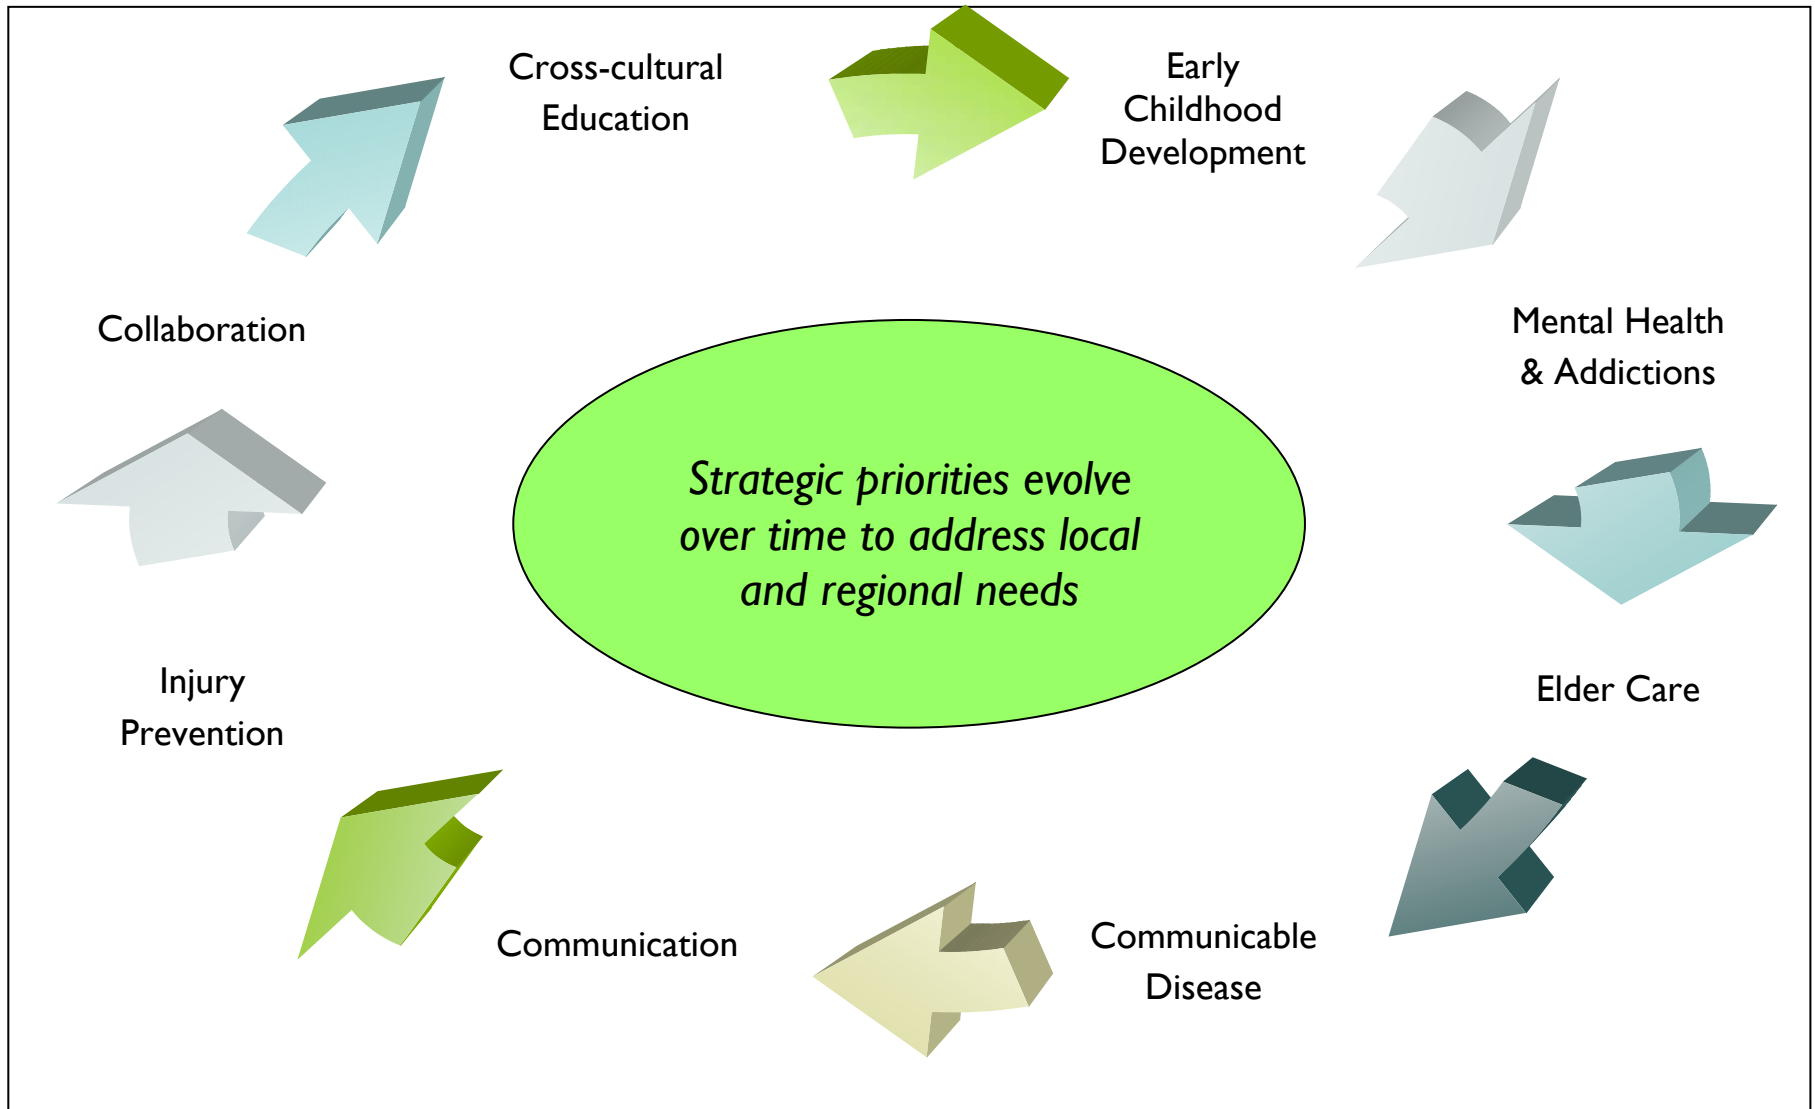 Cross-cultural
Education
Early
Childhood
Development
Collaboration
Mental Health
& Addictions
Strategic priorities evolve
over time to address local
and regional needs
Injury
Prevention
Elder Care
Communication
Communicable
Disease